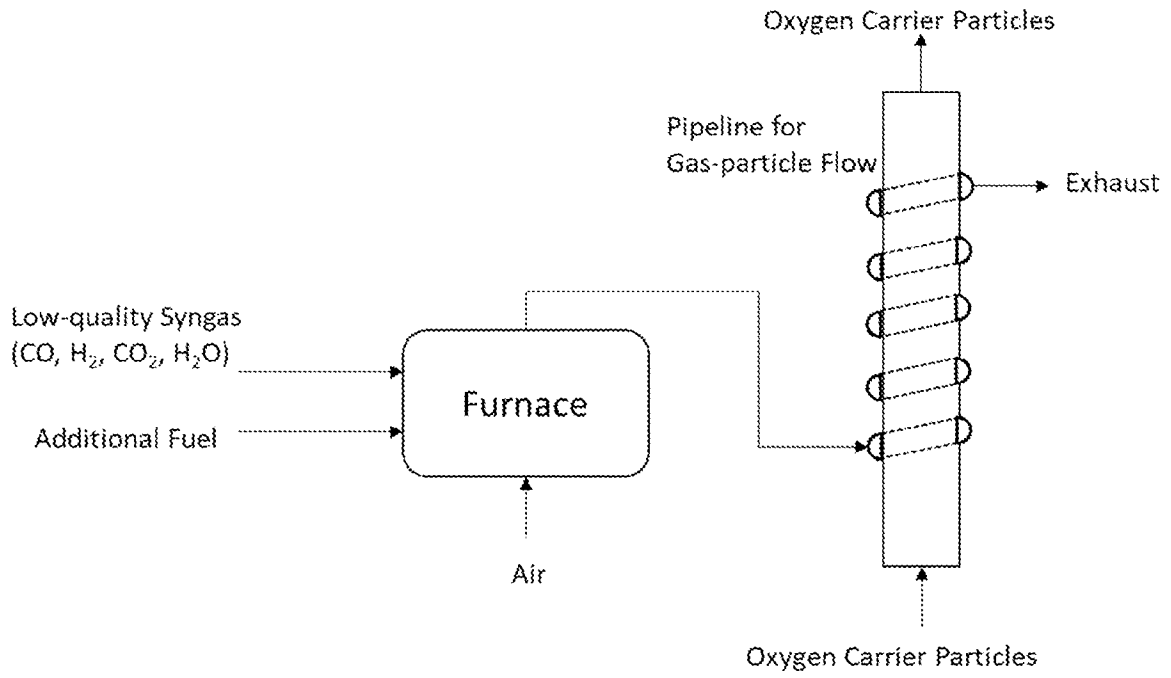 Oxygen Carrier Particles
Pipeline for
Gas-particle Flow
Exhaust
Low-quality Syngas
(CO, H₂, CO₂, H₂O)
Furnace
Additional Fuel
Air
Oxygen Carrier Particles